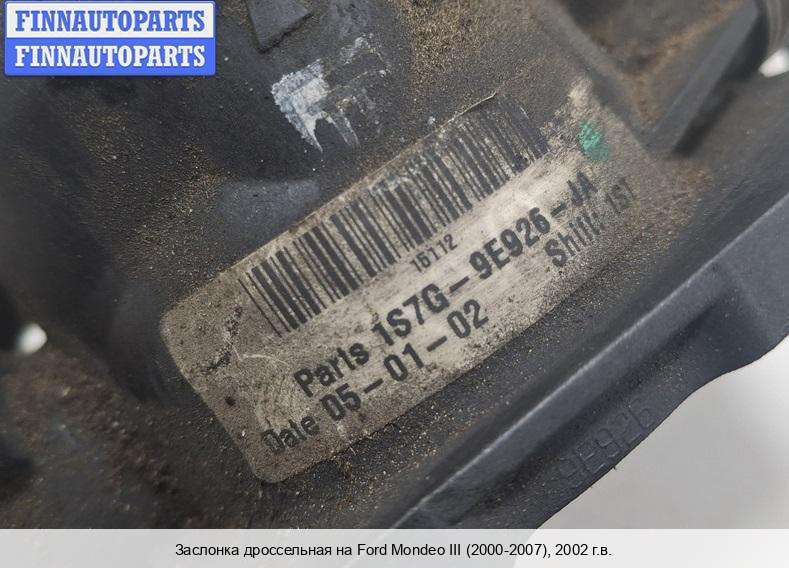 FINNAUTOPARTS
FINNAUTOPARTS
15112
Parts 1S7G-9E926-JA
Date 05-01-02 Shift: 1ST
9E926
Заслонка дроссельная на Ford Mondeo III (2000-2007), 2002 г.в.